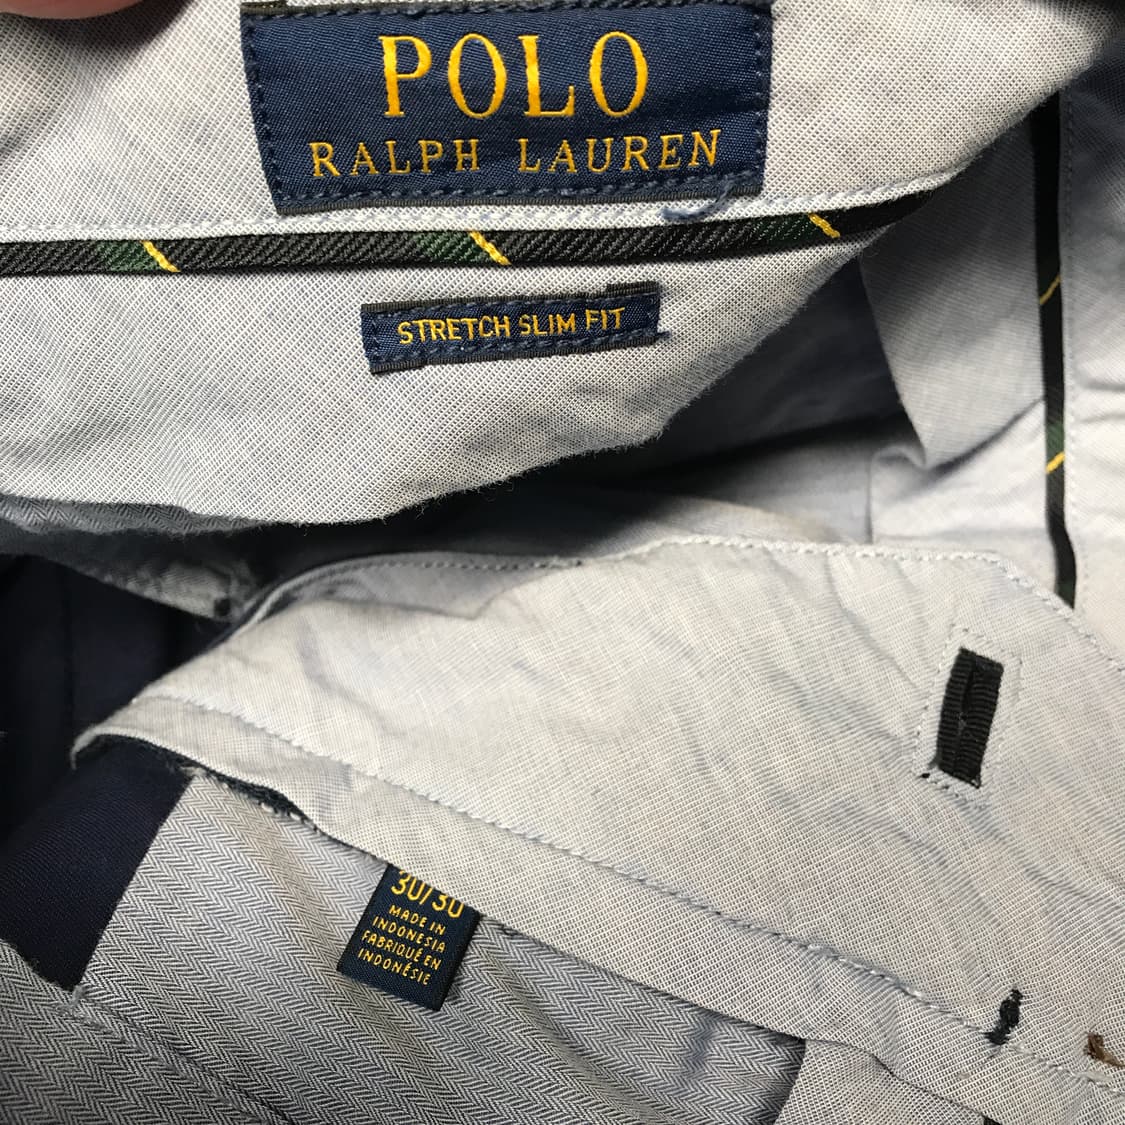 POLO
RALPH LAUREN
STRETCH SLIM FIT
30/30
MADE IN
INDONESIA
FABRIQUÉ EN
INDONÉSIE